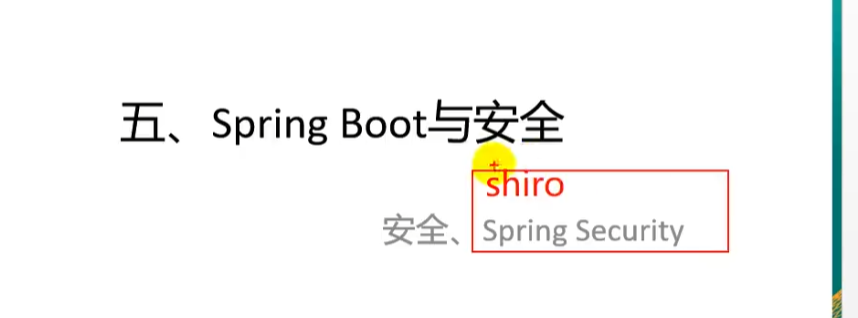 五、Spring Boot与安全
shiro
安全、Spring Security